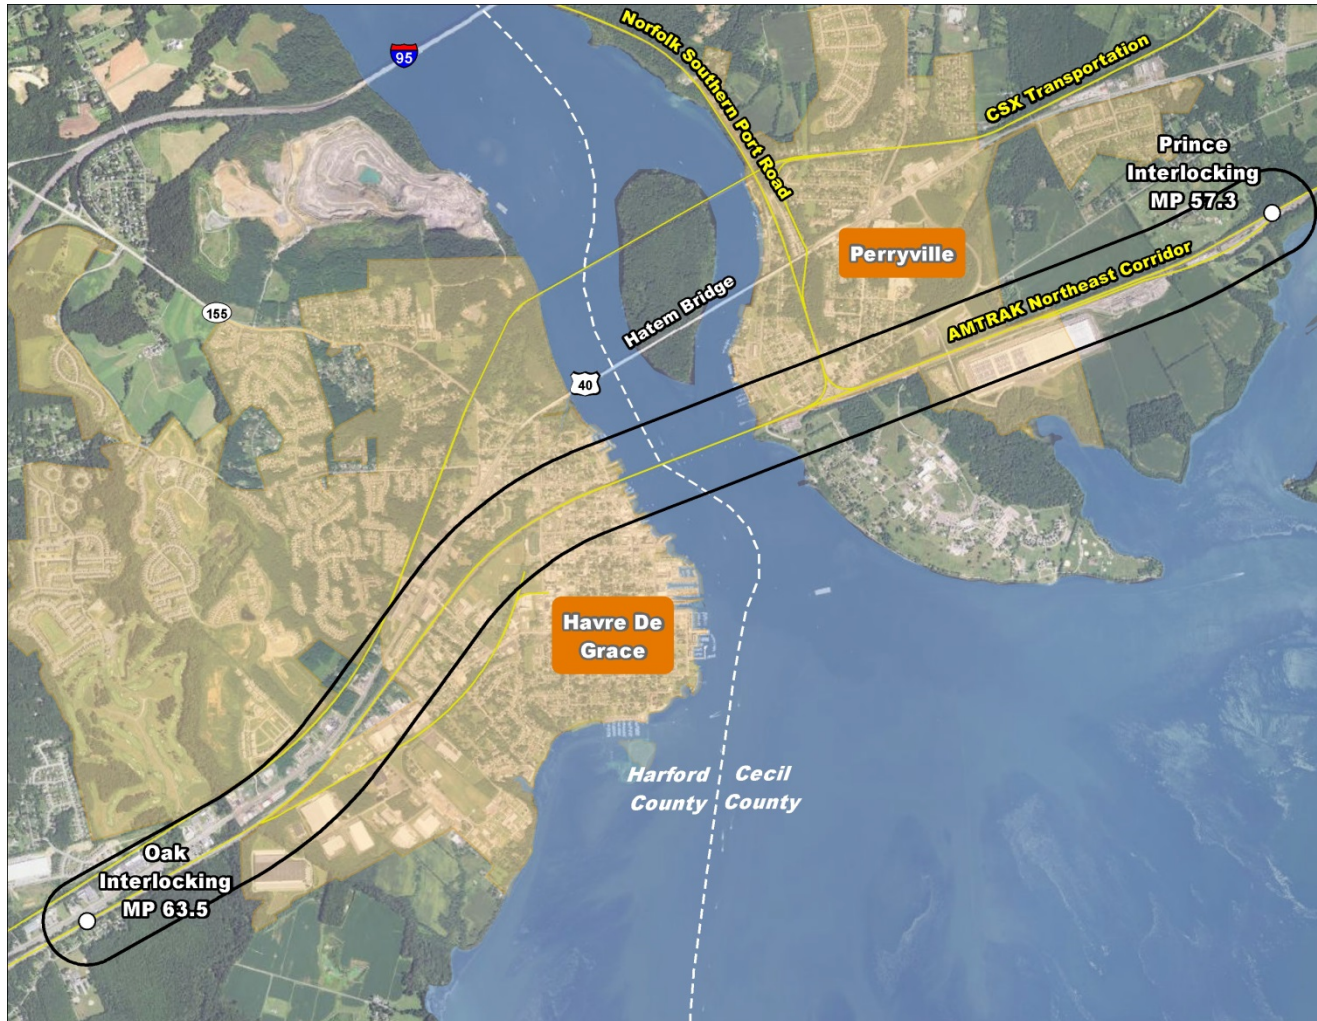 95
Norfolk Southern Port Road
CSX Transportation
Prince
Interlocking
MP 57.3
Perryville
AMTRAK Northeast Corridor
155
Hatem Bridge
40
Havre De
Grace
Harford
County
Cecil
County
Oak
Interlocking
MP 63.5